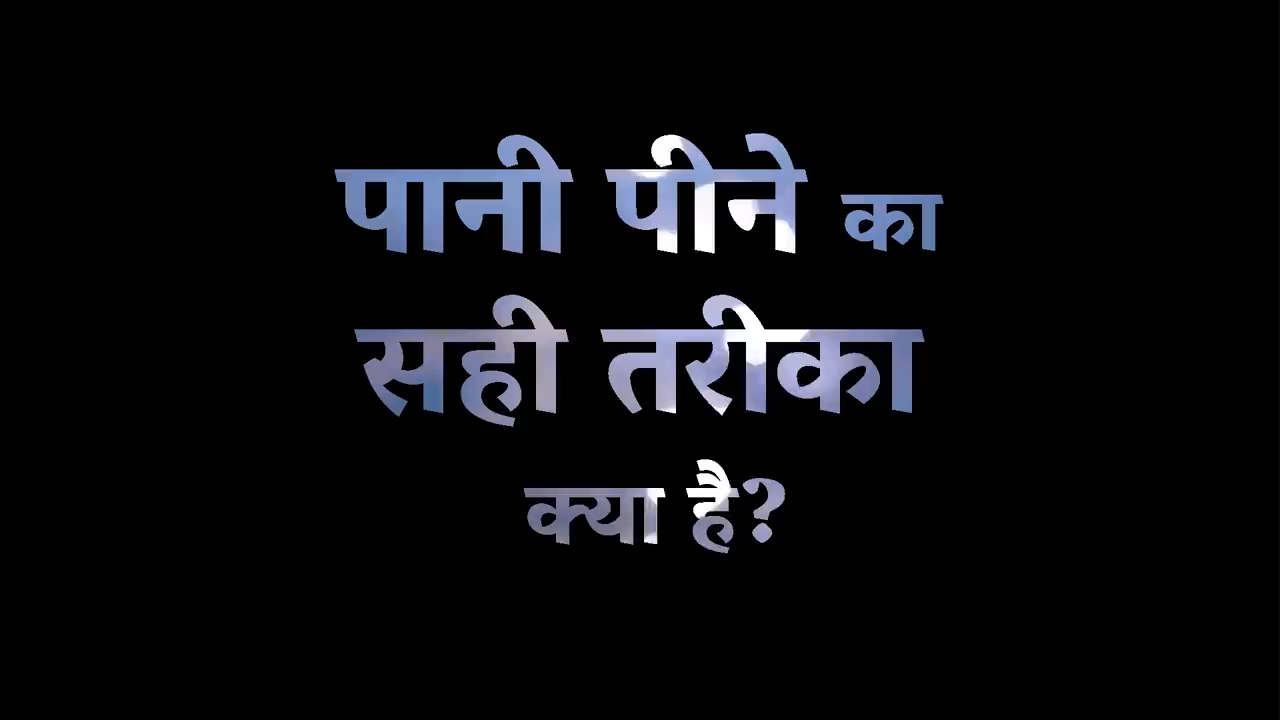 पानी पीने का
सही तरीका
क्या है?